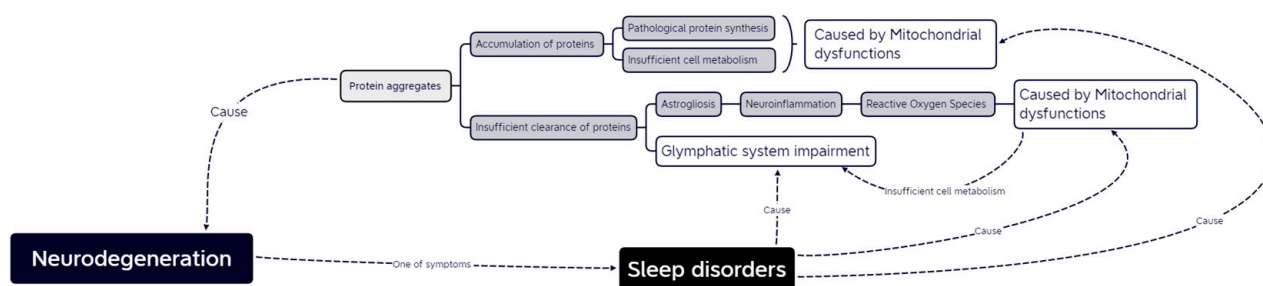 Pathological protein synthesis
Accumulation of proteins
Insufficient cell metabolism
Caused by Mitochondrial
dysfunctions
Protein aggregates
Cause
Astrogliosis
Neuroinflammation
Reactive Oxygen Species
Caused by Mitochondrial
dysfunctions
Insufficient clearance of proteins
Glymphatic system impairment
Insufficient cell metabolism
Cause
Cause
Cause
Neurodegeneration
One of symptoms
Sleep disorders